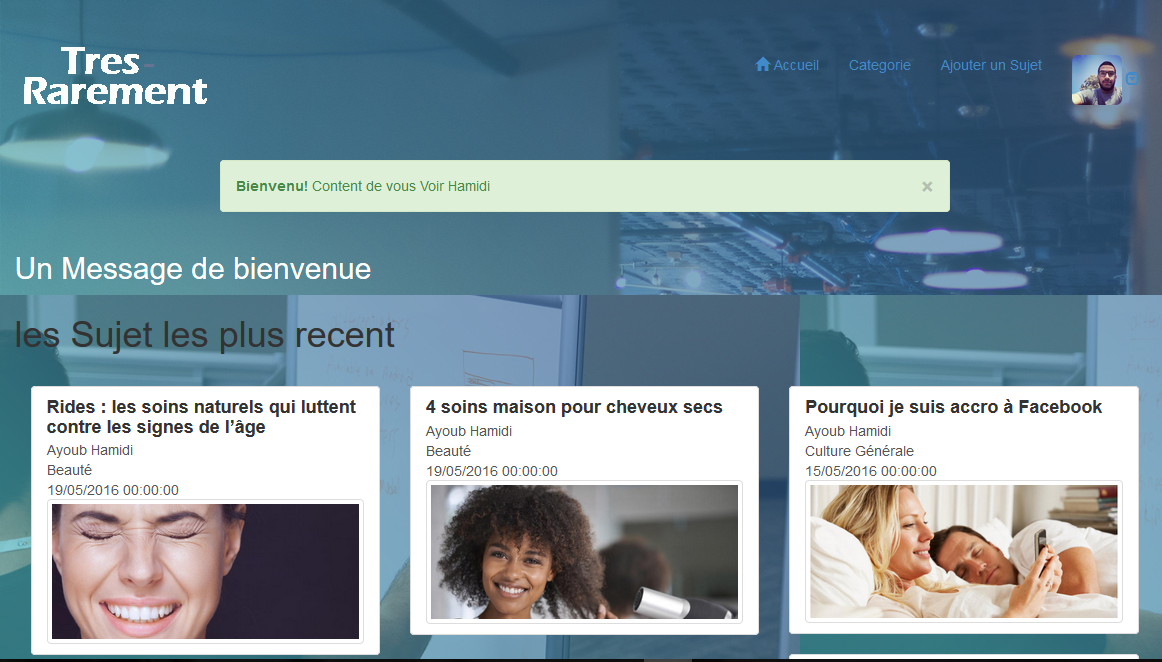 Tres-
Rarement
Accueil
Categorie
Ajouter un Sujet
Bienvenu! Content de vous Voir Hamidi
×
Un Message de bienvenue
les Sujet les plus recent
Rides : les soins naturels qui luttent
contre les signes de l’âge
Ayoub Hamidi
Beauté
19/05/2016 00:00:00
4 soins maison pour cheveux secs
Ayoub Hamidi
Beauté
19/05/2016 00:00:00
Pourquoi je suis accro à Facebook
Ayoub Hamidi
Culture Générale
15/05/2016 00:00:00